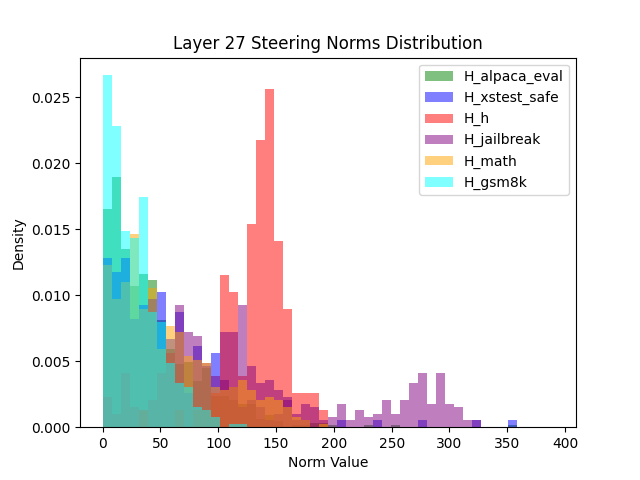 Layer 27 Steering Norms Distribution
H_alpaca_eval
H_xstest_safe
H_h
H_jailbreak
H_math
H_gsm8k
Density
0.025
0.020
0.015
0.010
0.005
0.000
0 50 100 150 200 250 300 350 400
Norm Value